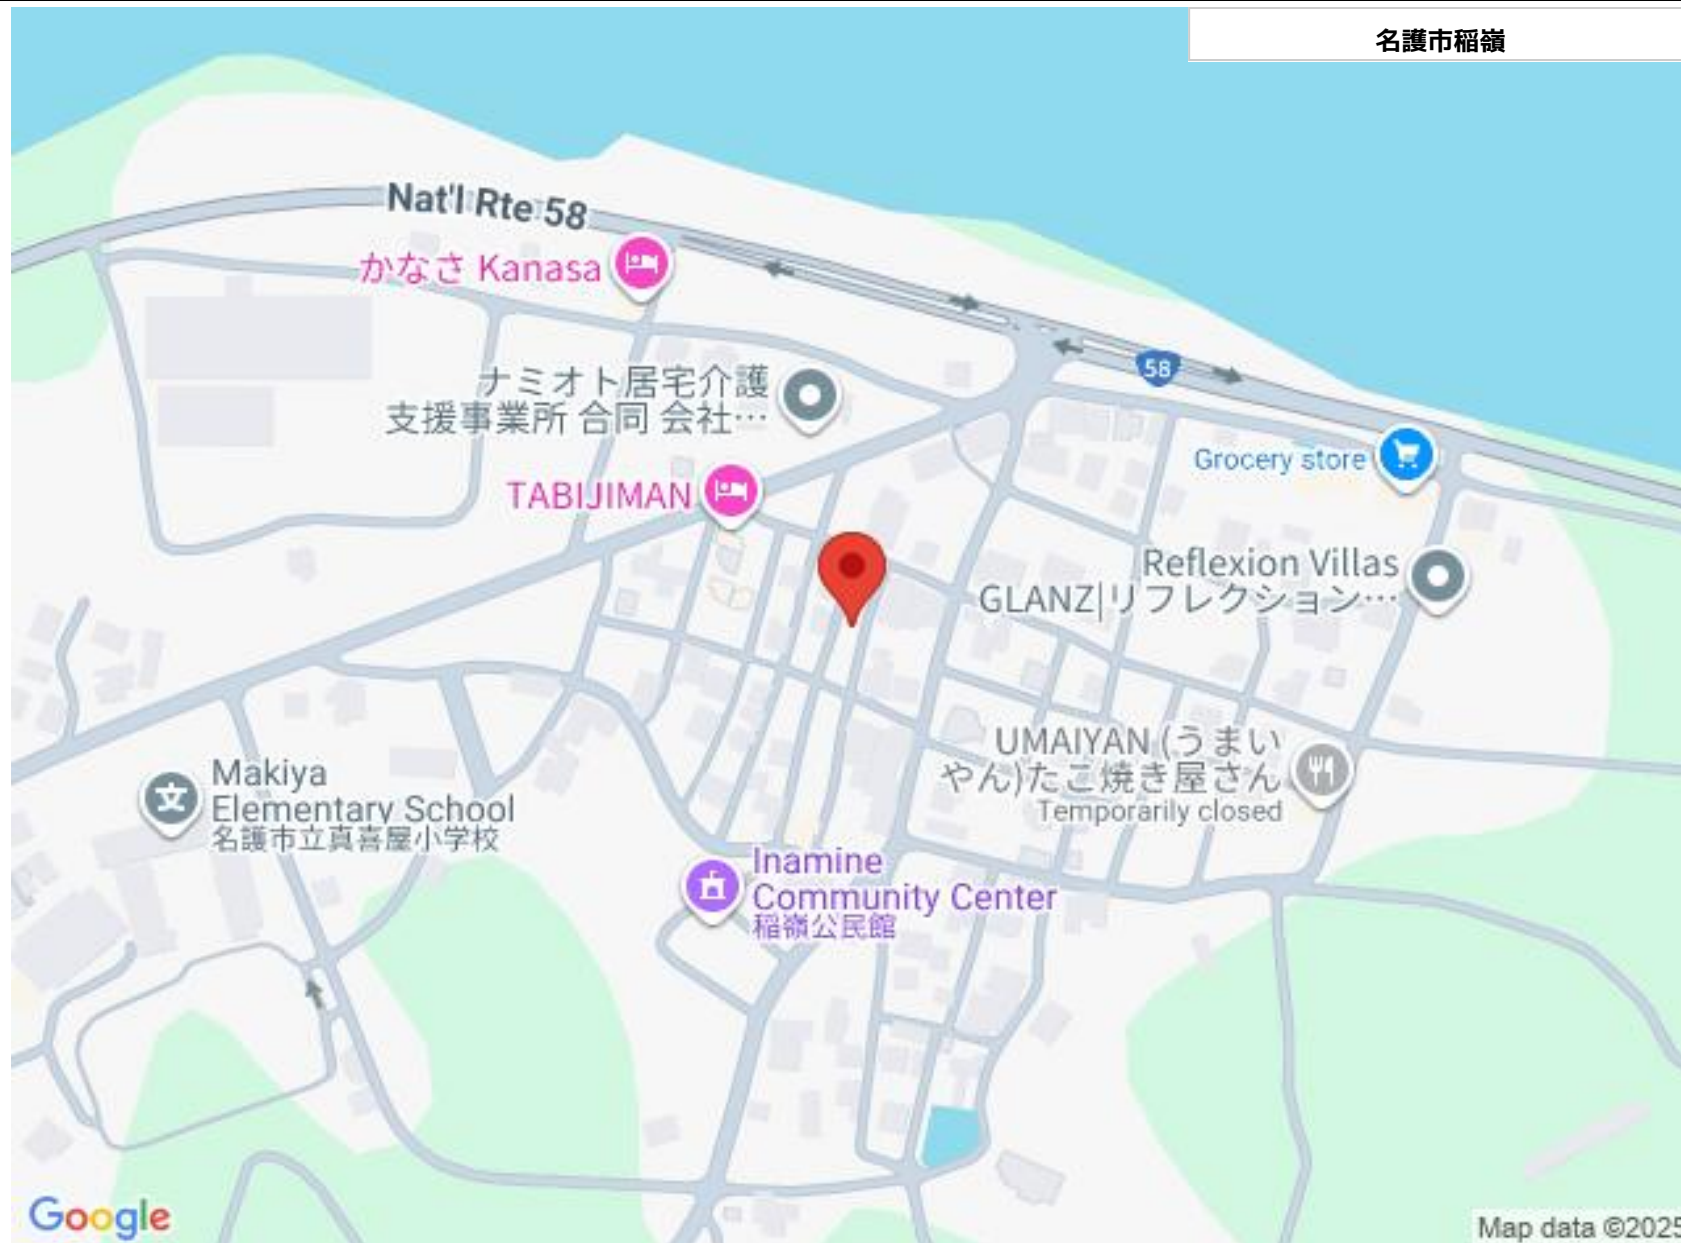 名護市稲嶺
Nat'l Rte 58
かなさ Kanasa
58
ナミオト居宅介護
支援事業所 合同 会社…
Grocery store
TABIJIMAN
Reflexion Villas
GLANZ|リフレクション…
UMAIYAN (うまい
やん)たこ焼き屋さん
Temporarily closed
文
Makiya
Elementary School
名護市立真喜屋小学校
Inamine
Community Center
稲嶺公民館
Google
Map data ©2025